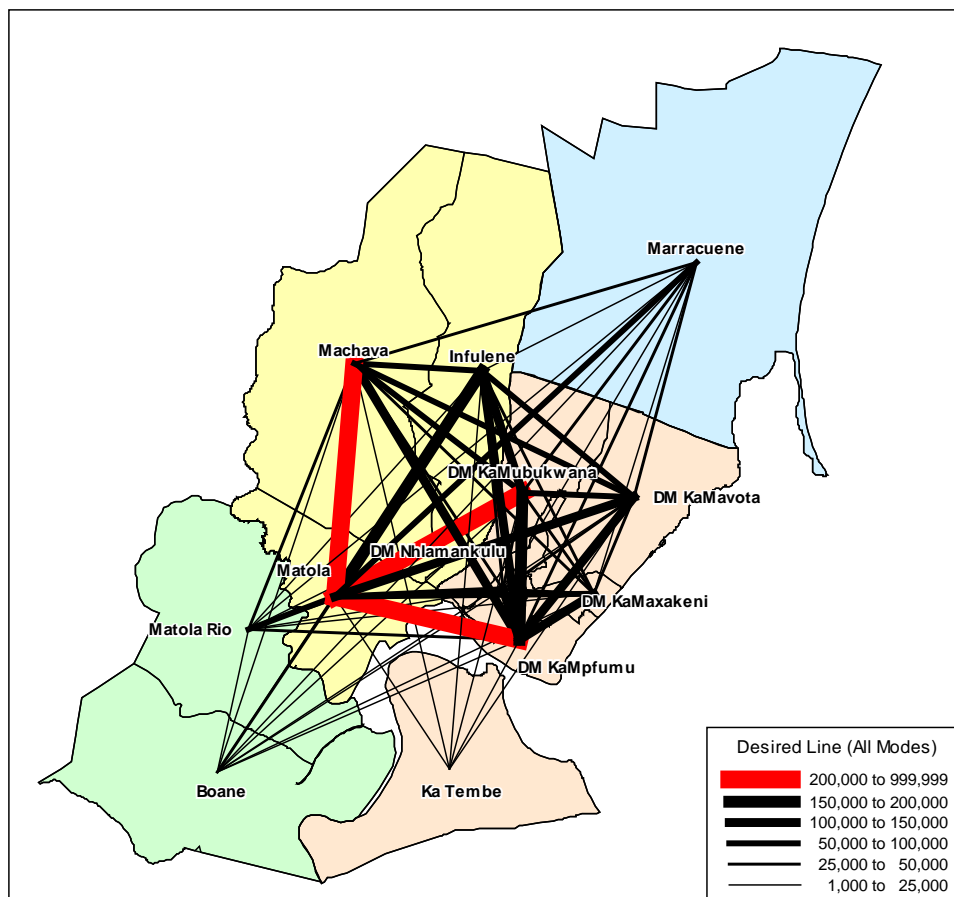 Marracuene
Machava
Infulene
DM KaMubukwana
DM KaMavota
DM Nhlamankulu
Matola
DM KaMaxakeni
Matola Rio
DM KaMpfumu
Boane
Ka Tembe
Desired Line (All Modes)
200,000 to 999,999
150,000 to 200,000
100,000 to 150,000
50,000 to 100,000
25,000 to 50,000
1,000 to 25,000